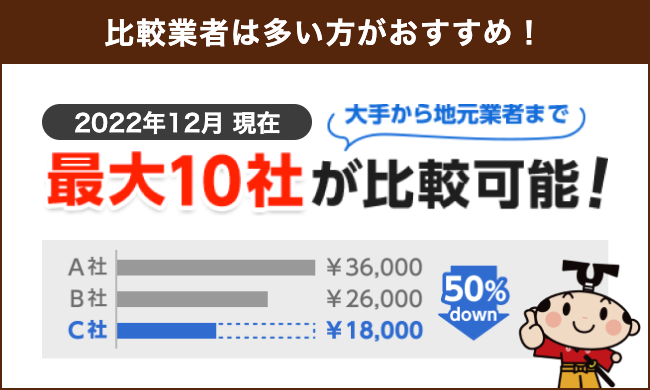 比較業者は多い方がおすすめ！
2022年12月 現在
大手から地元業者まで
最大10社が比較可能！
A社 ￥36,000
B社 ￥26,000
C社 ￥18,000
50%
down